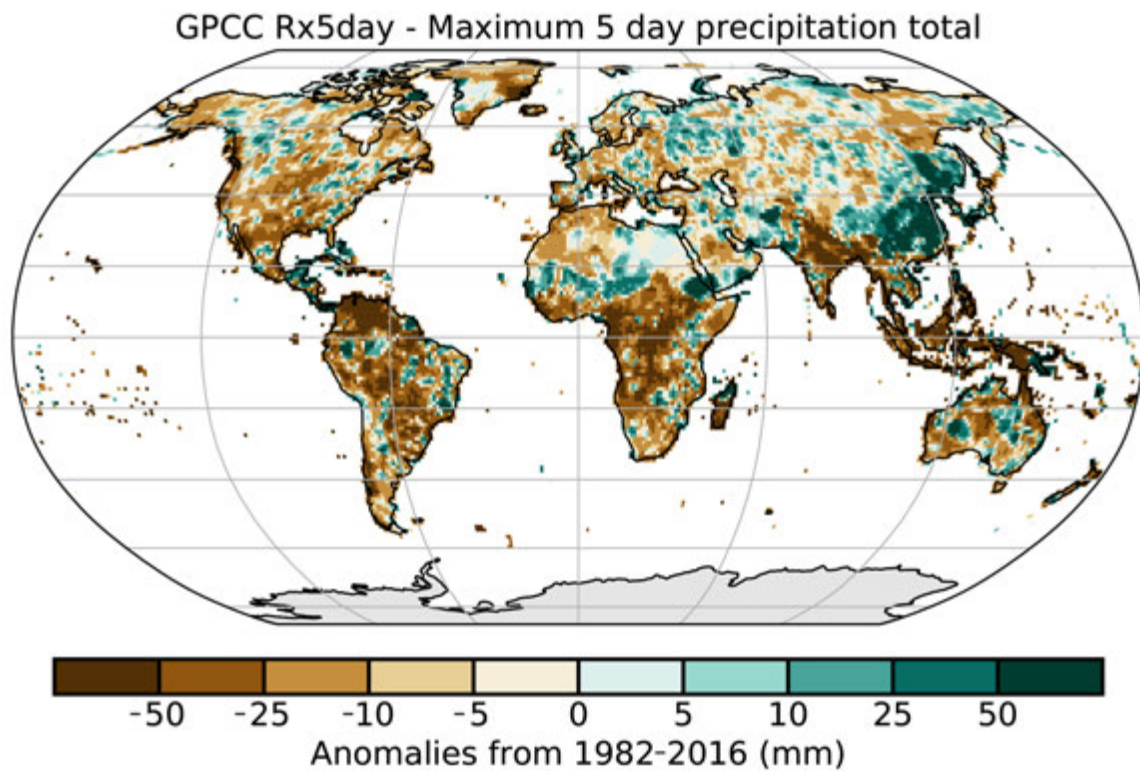 GPCC Rx5day - Maximum 5 day precipitation total
-50 -25 -10 -5 0 5 10 25 50
Anomalies from 1982-2016 (mm)